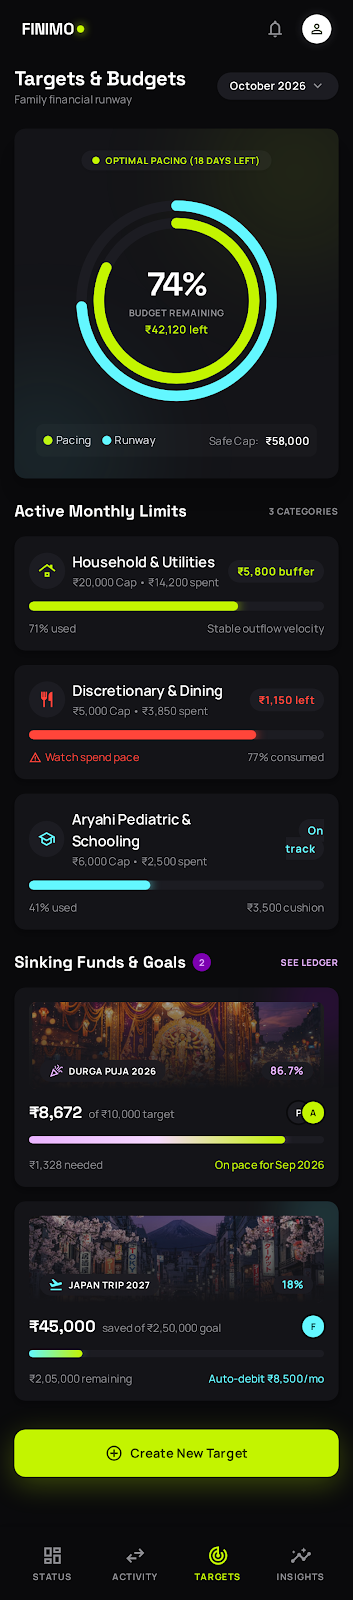 FINIMO
Targets & Budgets
Family financial runway
October 2026
OPTIMAL PACING (18 DAYS LEFT)
74%
BUDGET REMAINING
₹42,120 left
Pacing
Runway
Safe Cap: ₹58,000
Active Monthly Limits
3 CATEGORIES
Household & Utilities
₹20,000 Cap • ₹14,200 spent
₹5,800 buffer
71% used
Stable outflow velocity
Discretionary & Dining
₹5,000 Cap • ₹3,850 spent
₹1,150 left
Watch spend pace
77% consumed
Aryahi Pediatric &
Schooling
₹6,000 Cap • ₹2,500 spent
On
track
41% used
₹3,500 cushion
Sinking Funds & Goals 2
SEE LEDGER
DURGA PUJA 2026
86.7%
₹8,672 of ₹10,000 target
P A
₹1,328 needed
On pace for Sep 2026
JAPAN TRIP 2027
18%
₹45,000 saved of ₹2,50,000 goal
F
₹2,05,000 remaining
Auto-debit ₹8,500/mo
Create New Target
STATUS
ACTIVITY
TARGETS
INSIGHTS